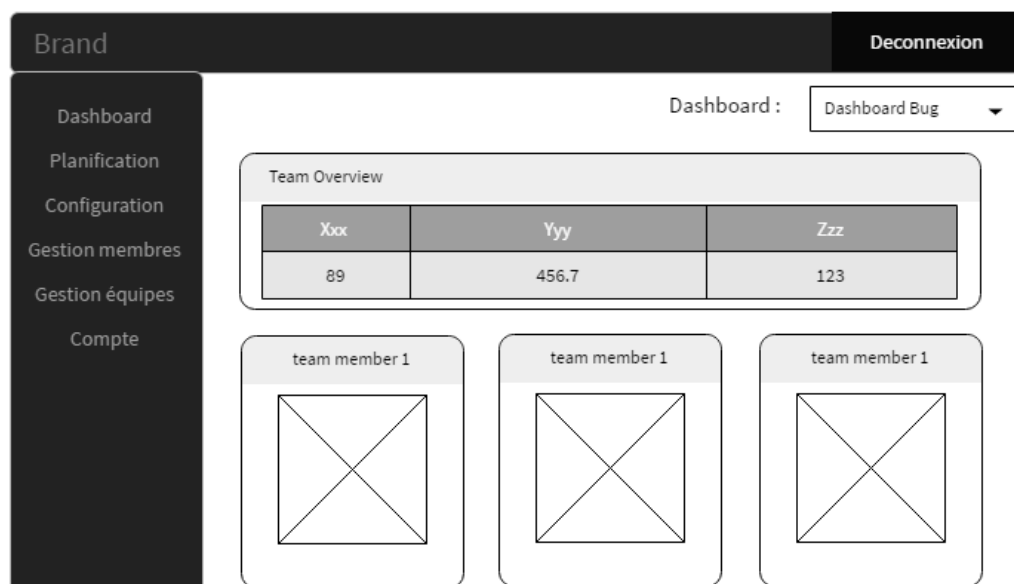 Brand
Deconnexion
Dashboard
Planification
Configuration
Gestion membres
Gestion équipes
Compte
Dashboard :
Dashboard Bug
Team Overview
Xxx Yyy Zzz
89 456.7 123
team member 1 team member 1 team member 1